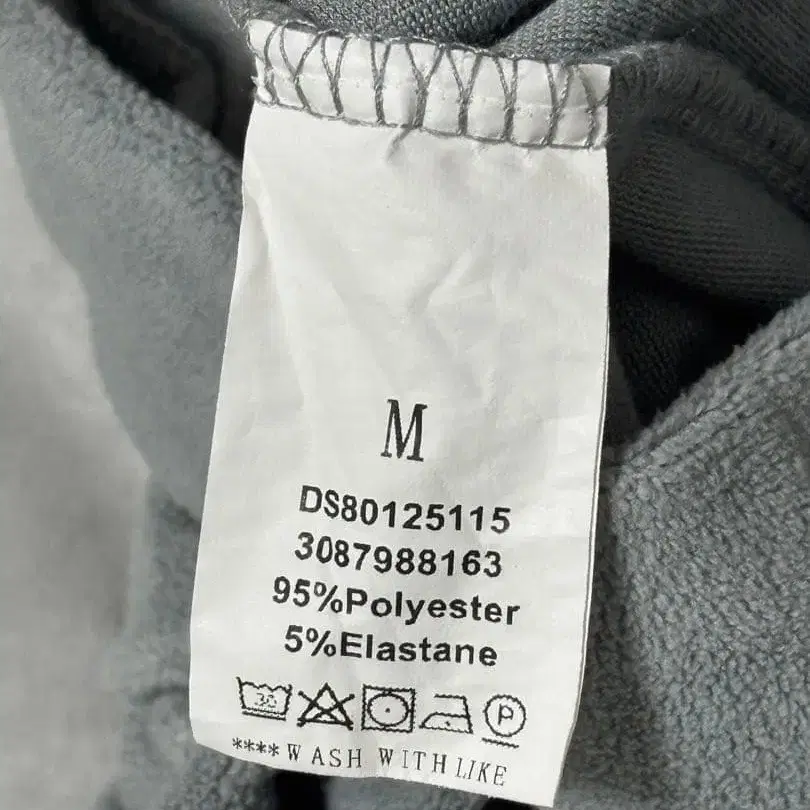 M
DS80125115
3087988163
95%Polyester
5%Elastane
30 P
****WASH WITH LIKE